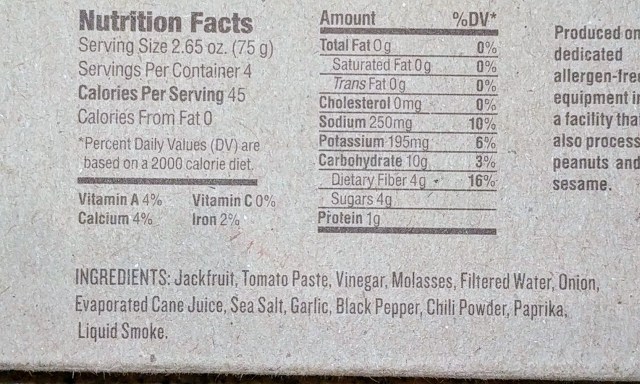 Nutrition Facts
Serving Size 2.65 oz. (75 g)
Servings Per Container 4
Calories Per Serving 45
Calories From Fat 0
*Percent Daily Values (DV) are
based on a 2000 calorie diet.
Vitamin A 4% Vitamin C 0%
Calcium 4% Iron 2%
Amount %DV*
Total Fat 0g 0%
Saturated Fat 0g 0%
Trans Fat 0g 0%
Cholesterol 0mg 0%
Sodium 250mg 10%
Potassium 195mg 6%
Carbohydrate 10g 3%
Dietary Fiber 4g 16%
Sugars 4g
Protein 1g
Produced on
dedicated
allergen-free
equipment in
a facility that
also process
peanuts and
sesame.
INGREDIENTS: Jackfruit, Tomato Paste, Vinegar, Molasses, Filtered Water, Onion,
Evaporated Cane Juice, Sea Salt, Garlic, Black Pepper, Chili Powder, Paprika,
Liquid Smoke.